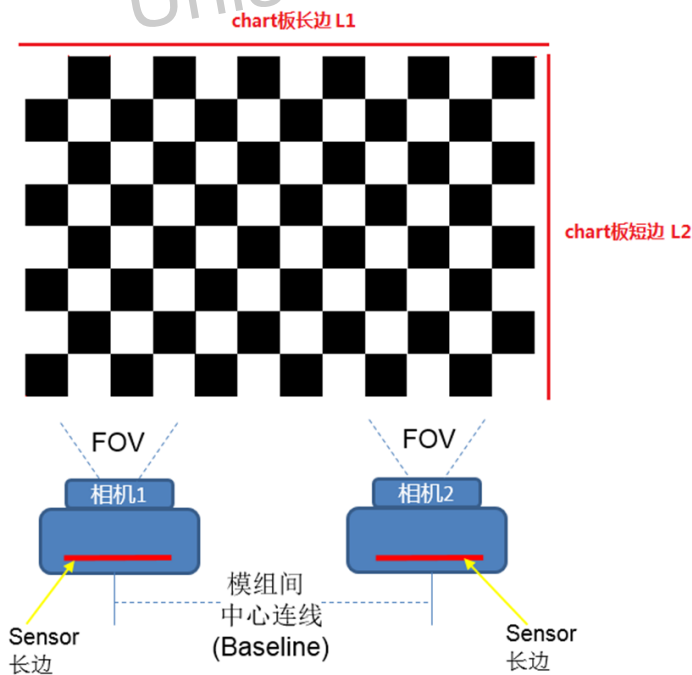 chart板长边 L1
chart板短边 L2
FOV
FOV
相机1
相机2
模组间
中心连线
(Baseline)
Sensor
长边
Sensor
长边